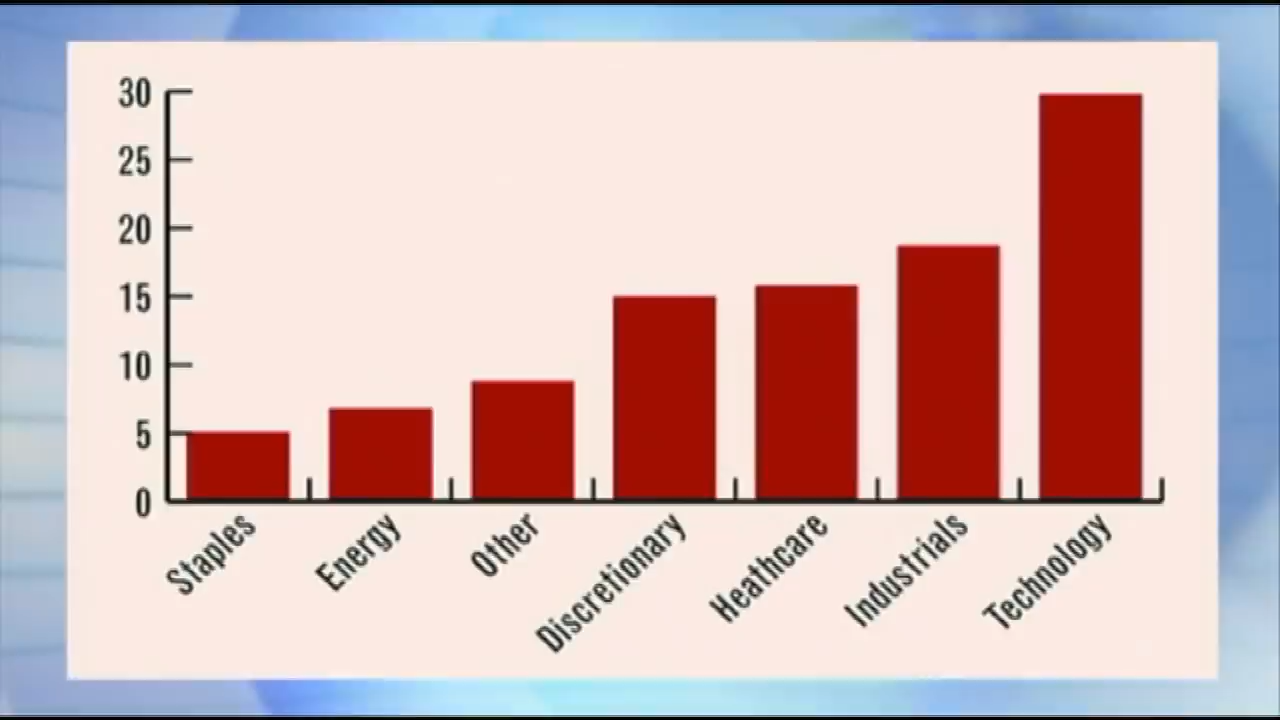 30
25
20
15
10
5
0
Staples
Energy
Other
Discretionary
Heathcare
Industrials
Technology